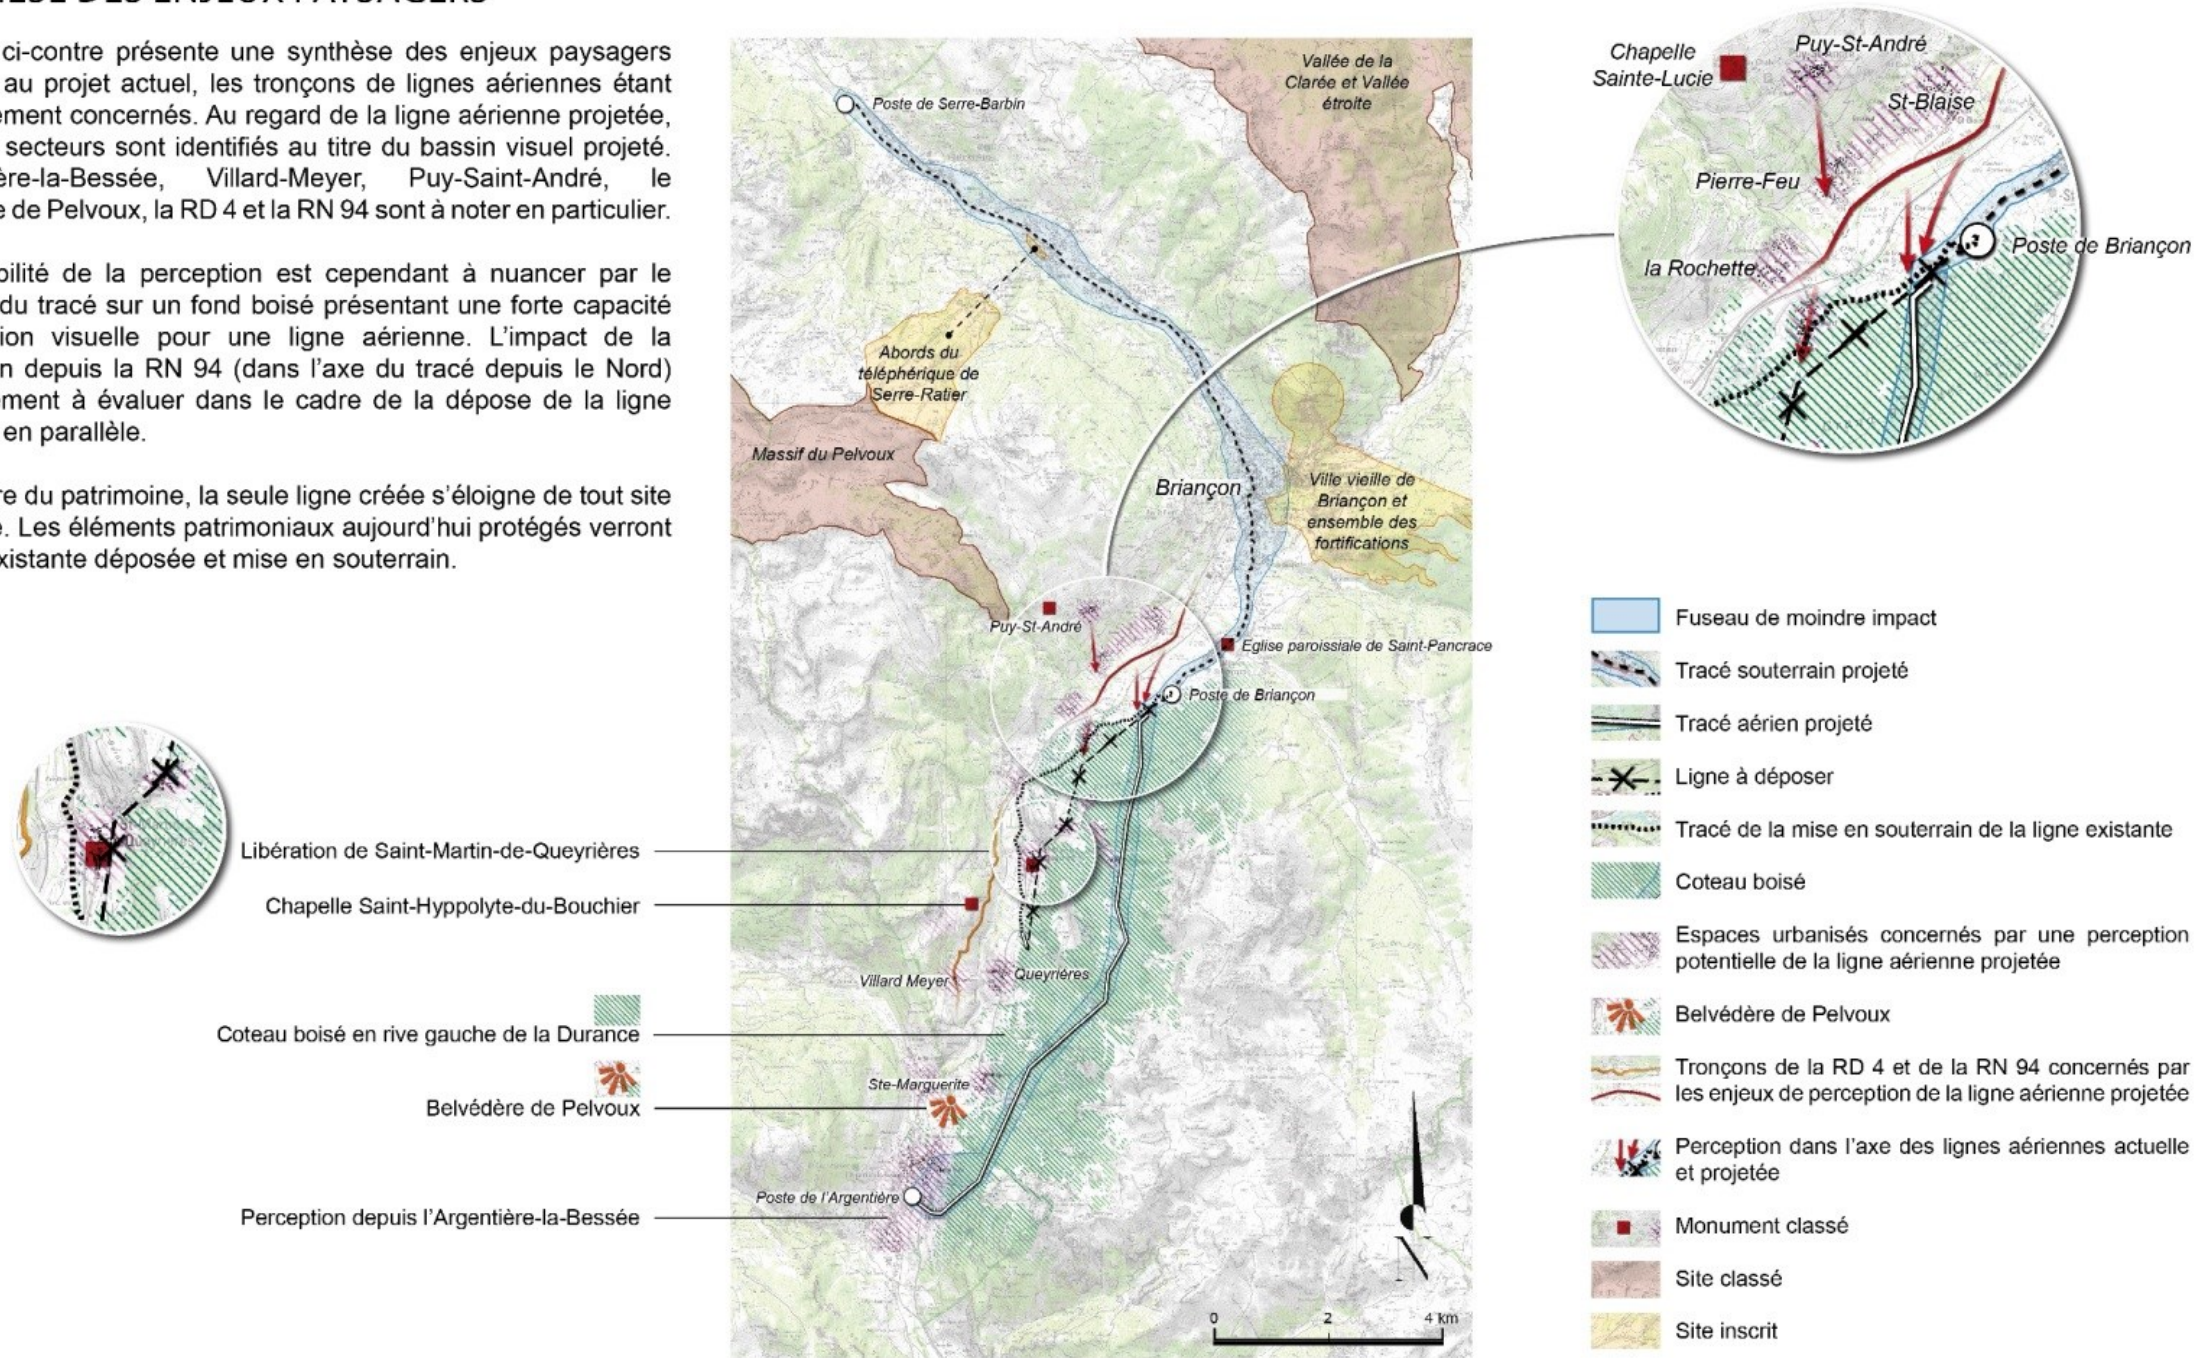 ci-contre présente une synthèse des enjeux paysagers
au projet actuel, les tronçons de lignes aériennes étant
ement concernés. Au regard de la ligne aérienne projetée,
secteurs sont identifiés au titre du bassin visuel projeté.
ère-la-Bessée, Villard-Meyer, Puy-Saint-André, le
e de Pelvoux, la RD 4 et la RN 94 sont à noter en particulier.
bilité de la perception est cependant à nuancer par le
du tracé sur un fond boisé présentant une forte capacité
ion visuelle pour une ligne aérienne. L'impact de la
n depuis la RN 94 (dans l'axe du tracé depuis le Nord)
ement à évaluer dans le cadre de la dépose de la ligne
en parallèle.
re du patrimoine, la seule ligne créée s'éloigne de tout site
e. Les éléments patrimoniaux aujourd'hui protégés verront
existante déposée et mise en souterrain.
Poste de Serre-Barbin
Vallée de la
Clarée et Vallée
étroite
Abords du
téléphérique de
Serre-Ratier
Massif du Pelvoux
Briançon
Ville vieille de
Briançon et
ensemble des
fortifications
Puy-St-André
Eglise paroissiale de Saint-Pancrace
Poste de Briançon
Villard Meyer
Queyrières
Ste-Marguerite
Poste de l'Argentière
0 2 4 km
Libération de Saint-Martin-de-Queyrières
Chapelle Saint-Hyppolyte-du-Bouchier
Coteau boisé en rive gauche de la Durance
Belvédère de Pelvoux
Perception depuis l'Argentière-la-Bessée
Chapelle
Sainte-Lucie
Puy-St-André
St-Blaise
Pierre-Feu
la Rochette
Poste de Briançon
Fuseau de moindre impact
Tracé souterrain projeté
Tracé aérien projeté
Ligne à déposer
Tracé de la mise en souterrain de la ligne existante
Coteau boisé
Espaces urbanisés concernés par une perception
potentielle de la ligne aérienne projetée
Belvédère de Pelvoux
Tronçons de la RD 4 et de la RN 94 concernés par
les enjeux de perception de la ligne aérienne projetée
Perception dans l'axe des lignes aériennes actuelle
et projetée
Monument classé
Site classé
Site inscrit